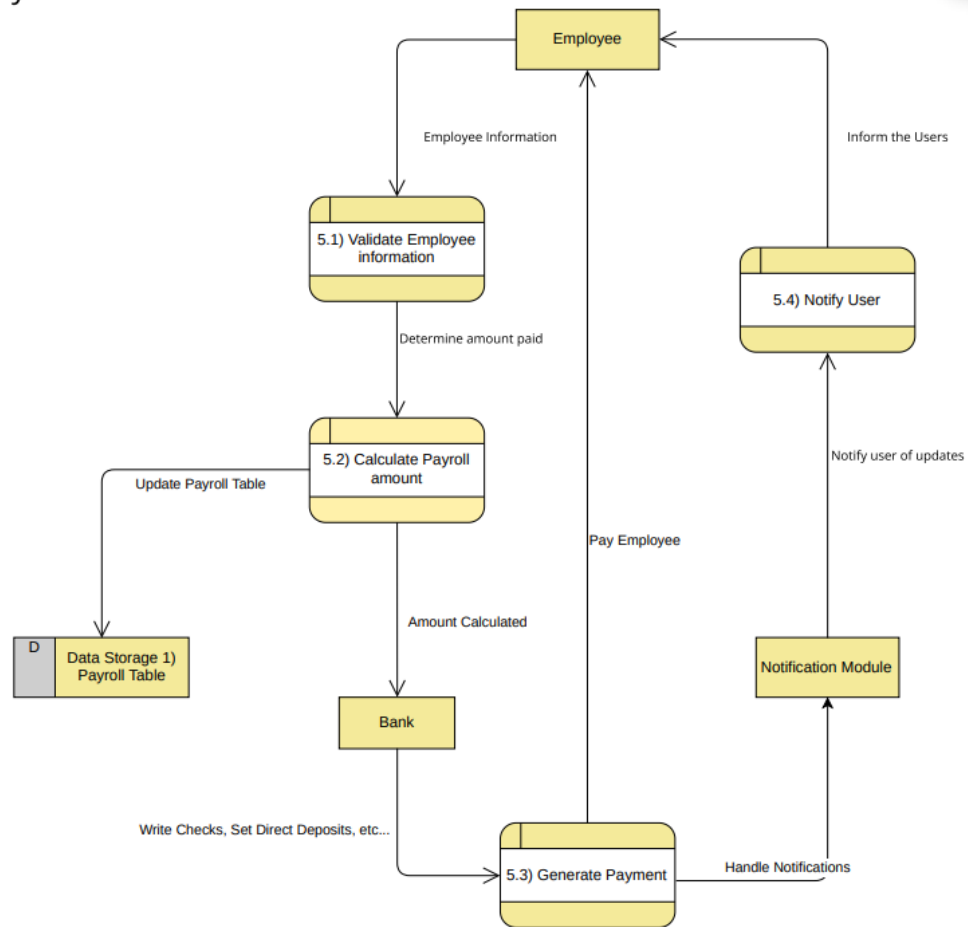 Employee
Employee Information
Inform the Users
5.1) Validate Employee
information
5.4) Notify User
Determine amount paid
5.2) Calculate Payroll
amount
Update Payroll Table
Notify user of updates
Pay Employee
Amount Calculated
D
Data Storage 1)
Payroll Table
Notification Module
Bank
Write Checks, Set Direct Deposits, etc...
5.3) Generate Payment
Handle Notifications